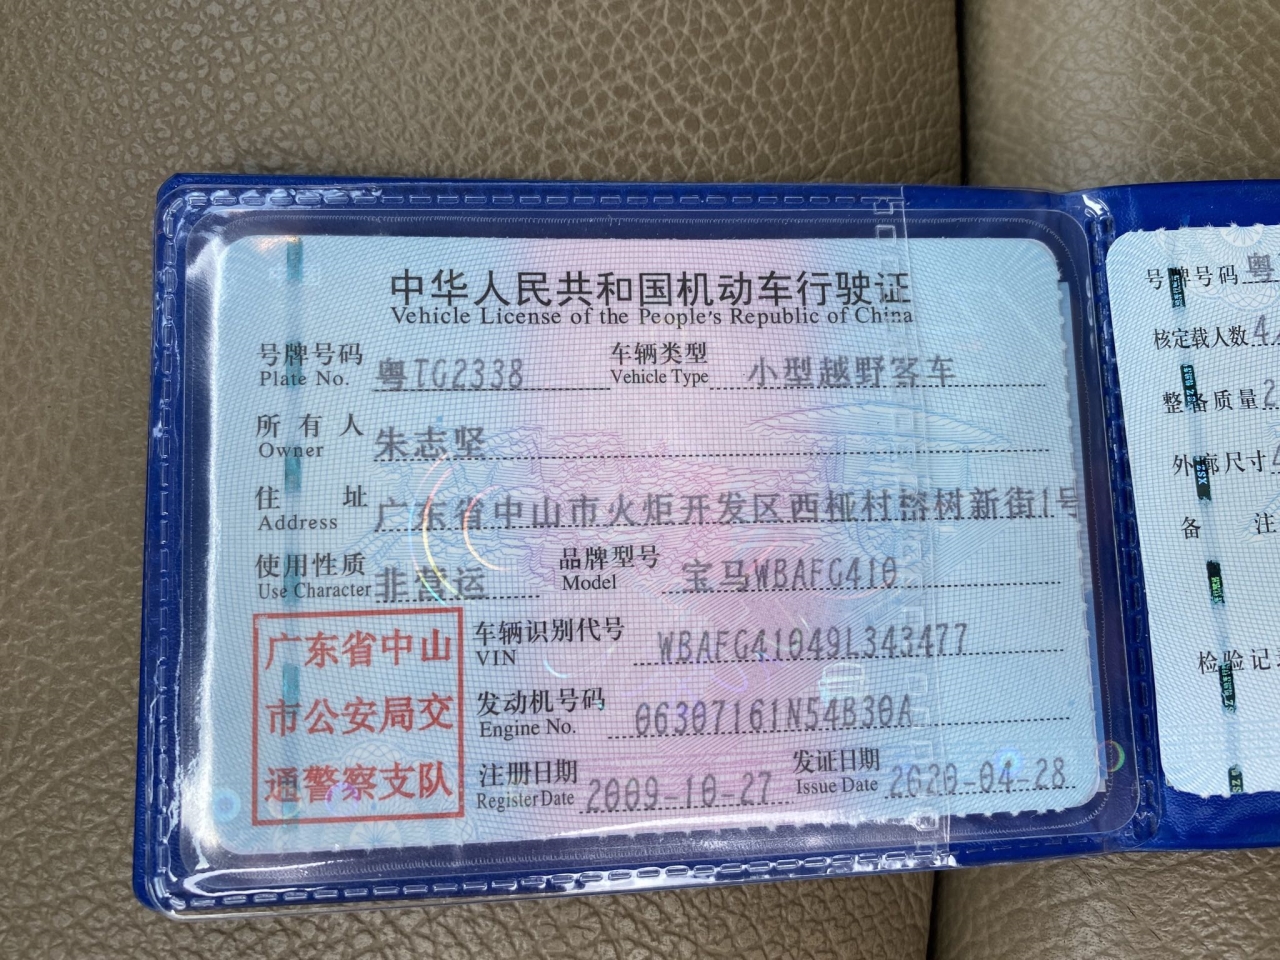 中华人民共和国机动车行驶证
Vehicle License of the People's Republic of China
号牌号码 粤TG2338 车辆类型 小型越野客车
Plate No. Vehicle Type
所有人 朱志坚
Owner
住址 广东省中山市火炬开发区西桠村榕树新街1号
Address
使用性质 非营运 品牌型号 宝马WBAFG410
Use Character Model
广东省中山
市公安局交
通警察支队
车辆识别代号 WBAFG41049L343477
VIN
发动机号码 06307161N54B30A
Engine No.
注册日期 2009-10-27 发证日期 2020-04-28
Register Date Issue Date
号牌号码 粤
核定载人数
整备质量 2
外廓尺寸
备注
检验记录